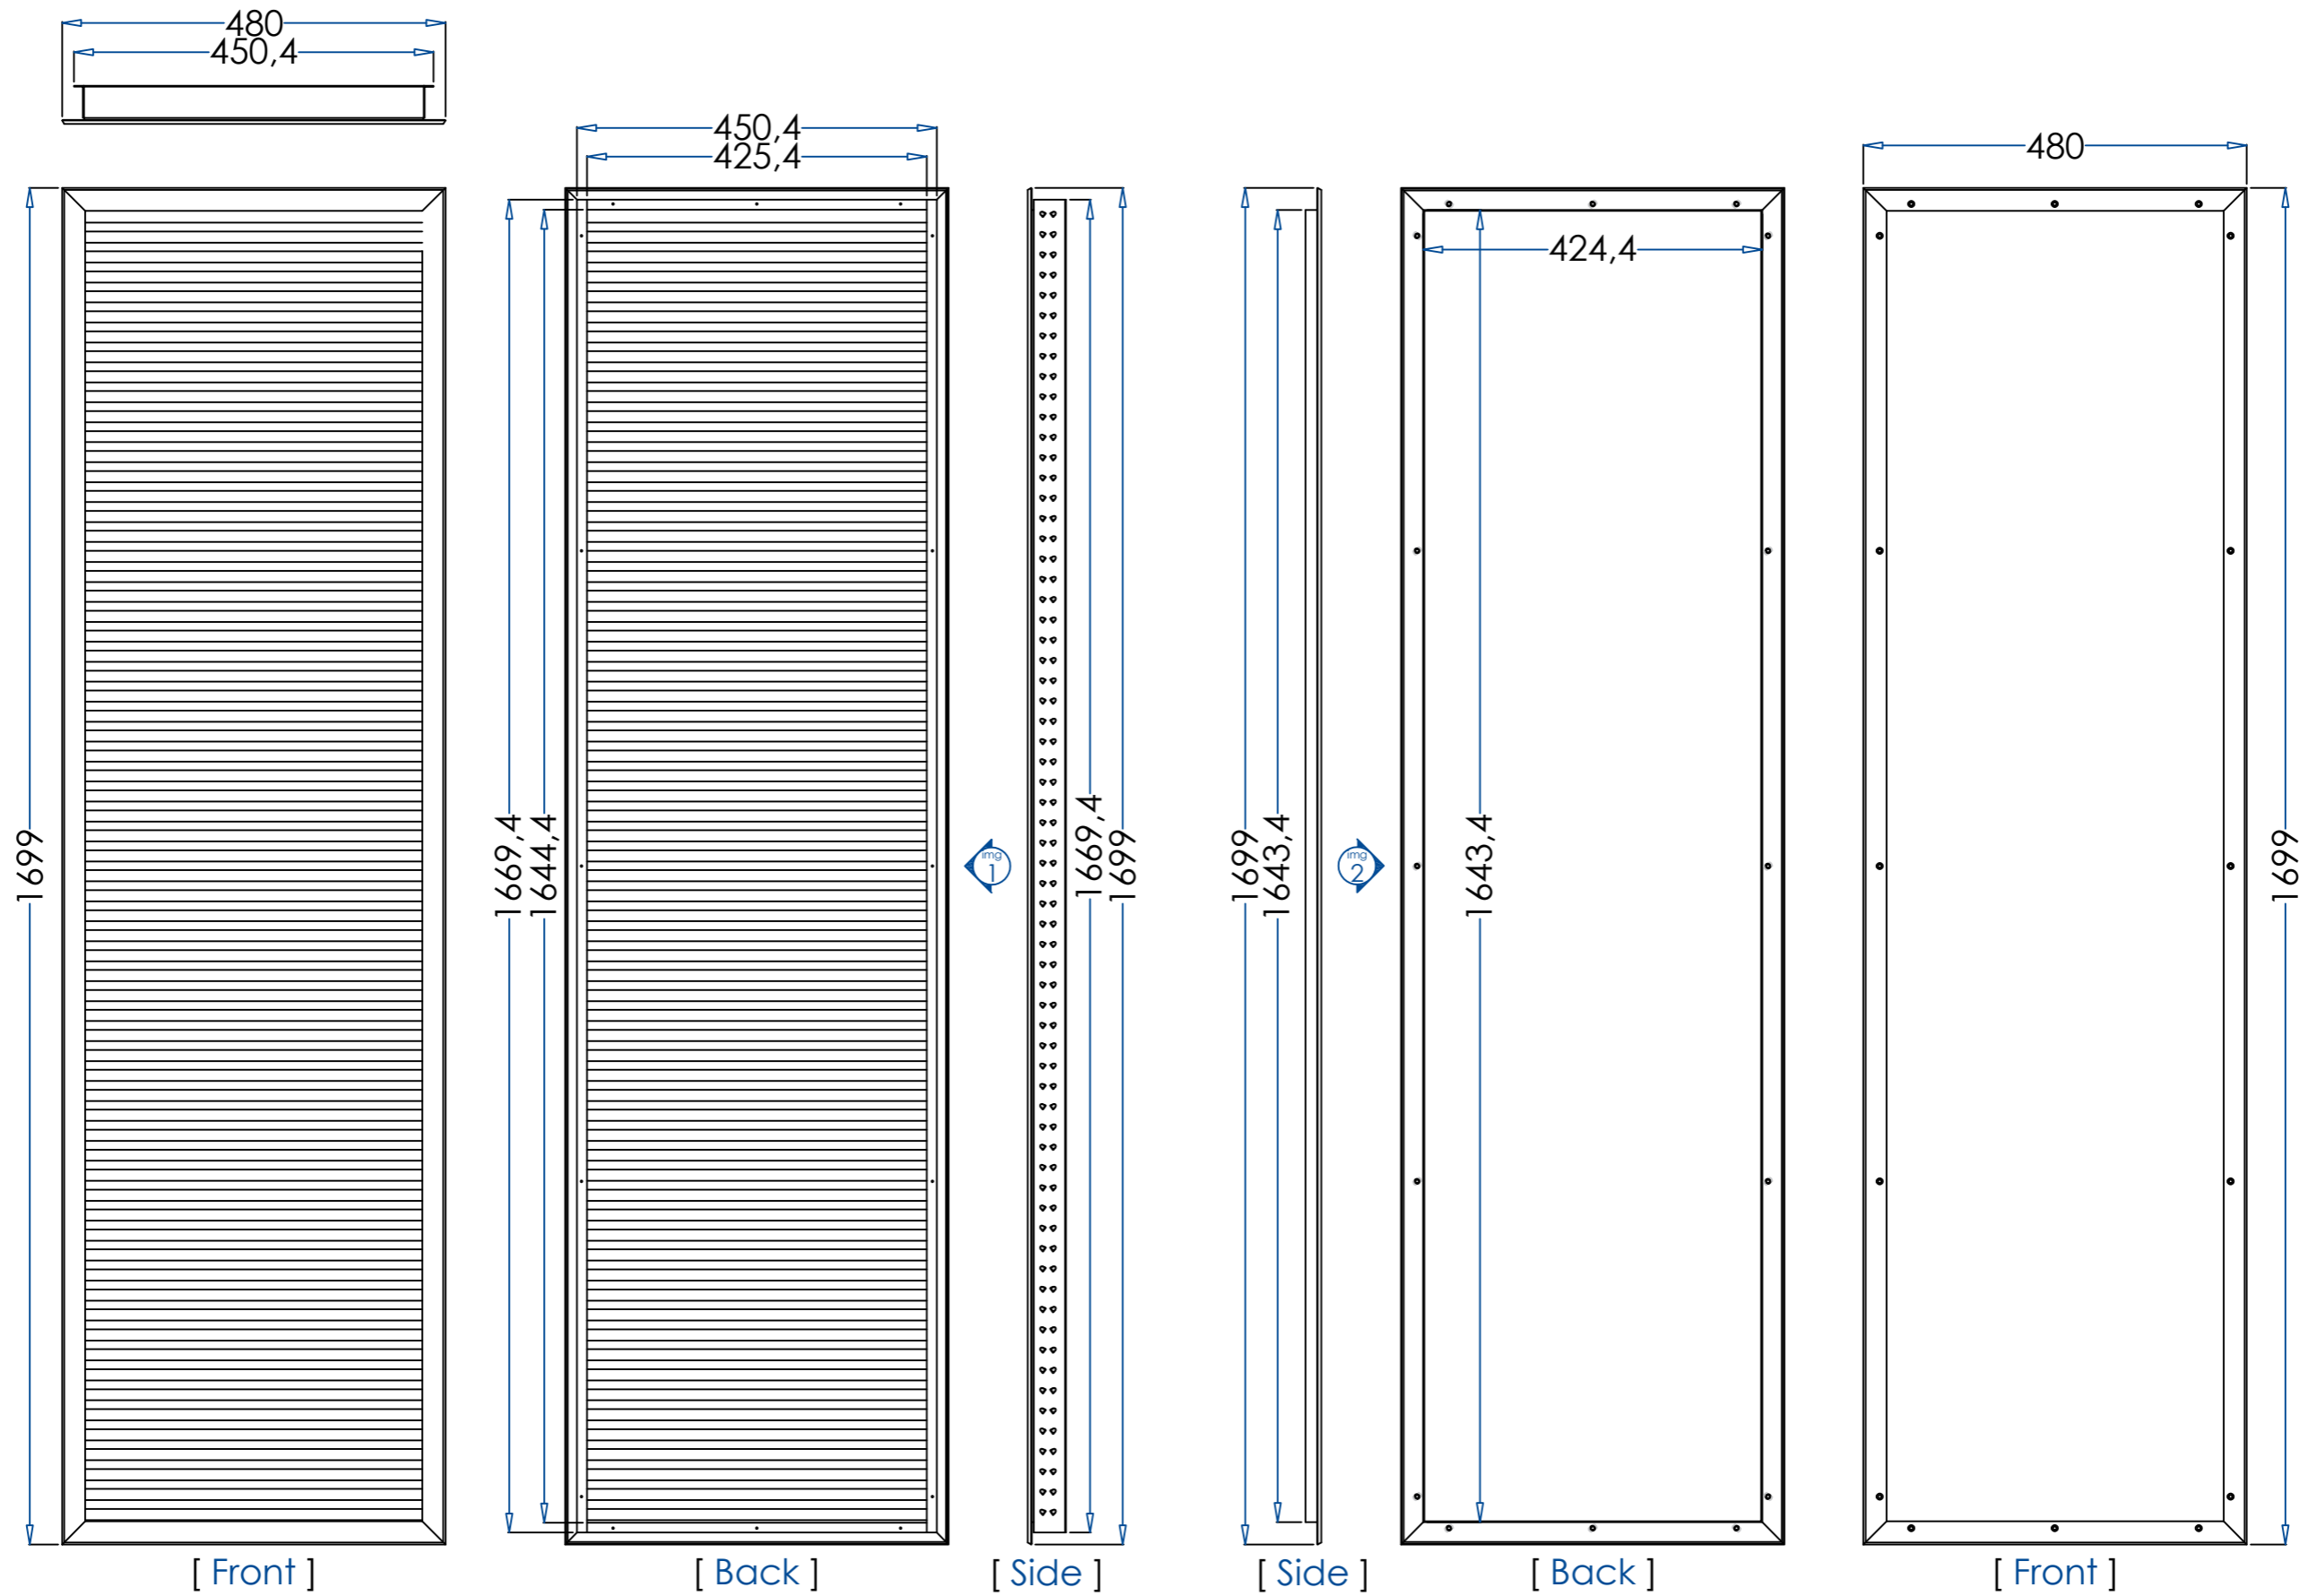 480
450,4
450,4
425,4
480
424,4
1699
1669,4
1644,4
img
1
1669,4
1699
1699
1643,4
img
2
1643,4
1699
[ Front ]
[ Back ]
[ Side ]
[ Side ]
[ Back ]
[ Front ]